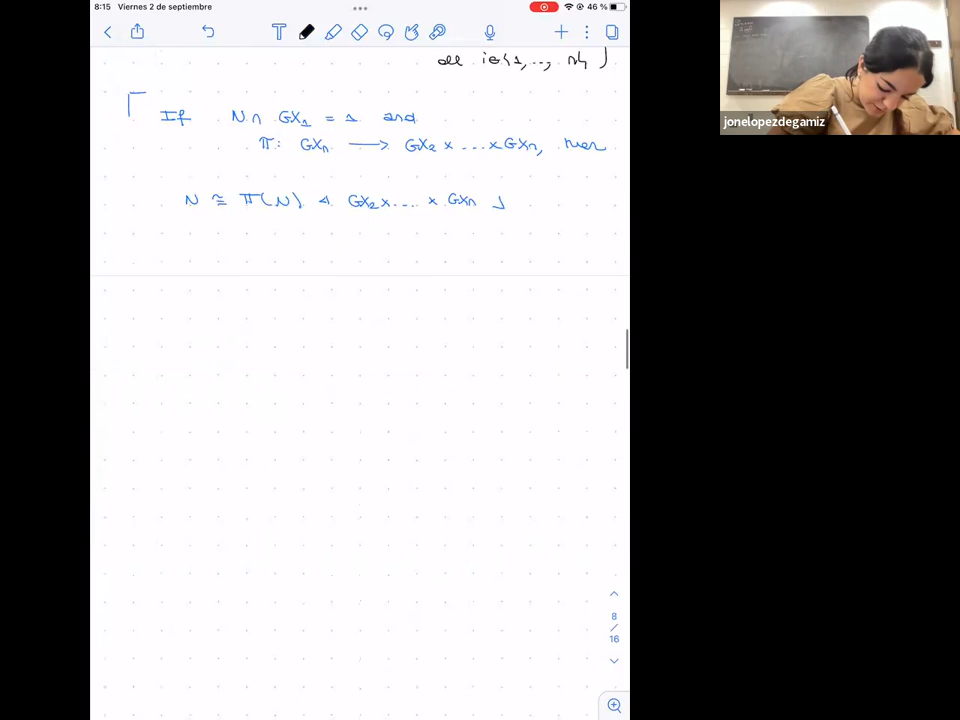 8:15 Viernes 2 de septiembre
46 %
all i∈{1,..., n} )
If N ∩ GX₁ = 1 and
π: GXₙ ⟶ GX₂ × ... × GXₙ, then
N ≅ π(N) ◁ GX₂ × ... × GXₙ ⌋
8
/
16
jonelopezdegamiz